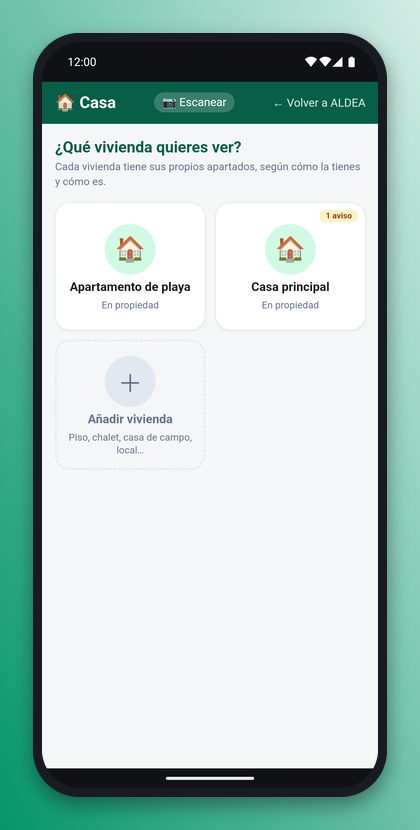 12:00
🏠 Casa
📷 Escanear
← Volver a ALDEA
¿Qué vivienda quieres ver?
Cada vivienda tiene sus propios apartados, según cómo la tienes
y cómo es.
Apartamento de playa
En propiedad
1 aviso
Casa principal
En propiedad
Añadir vivienda
Piso, chalet, casa de campo,
local…